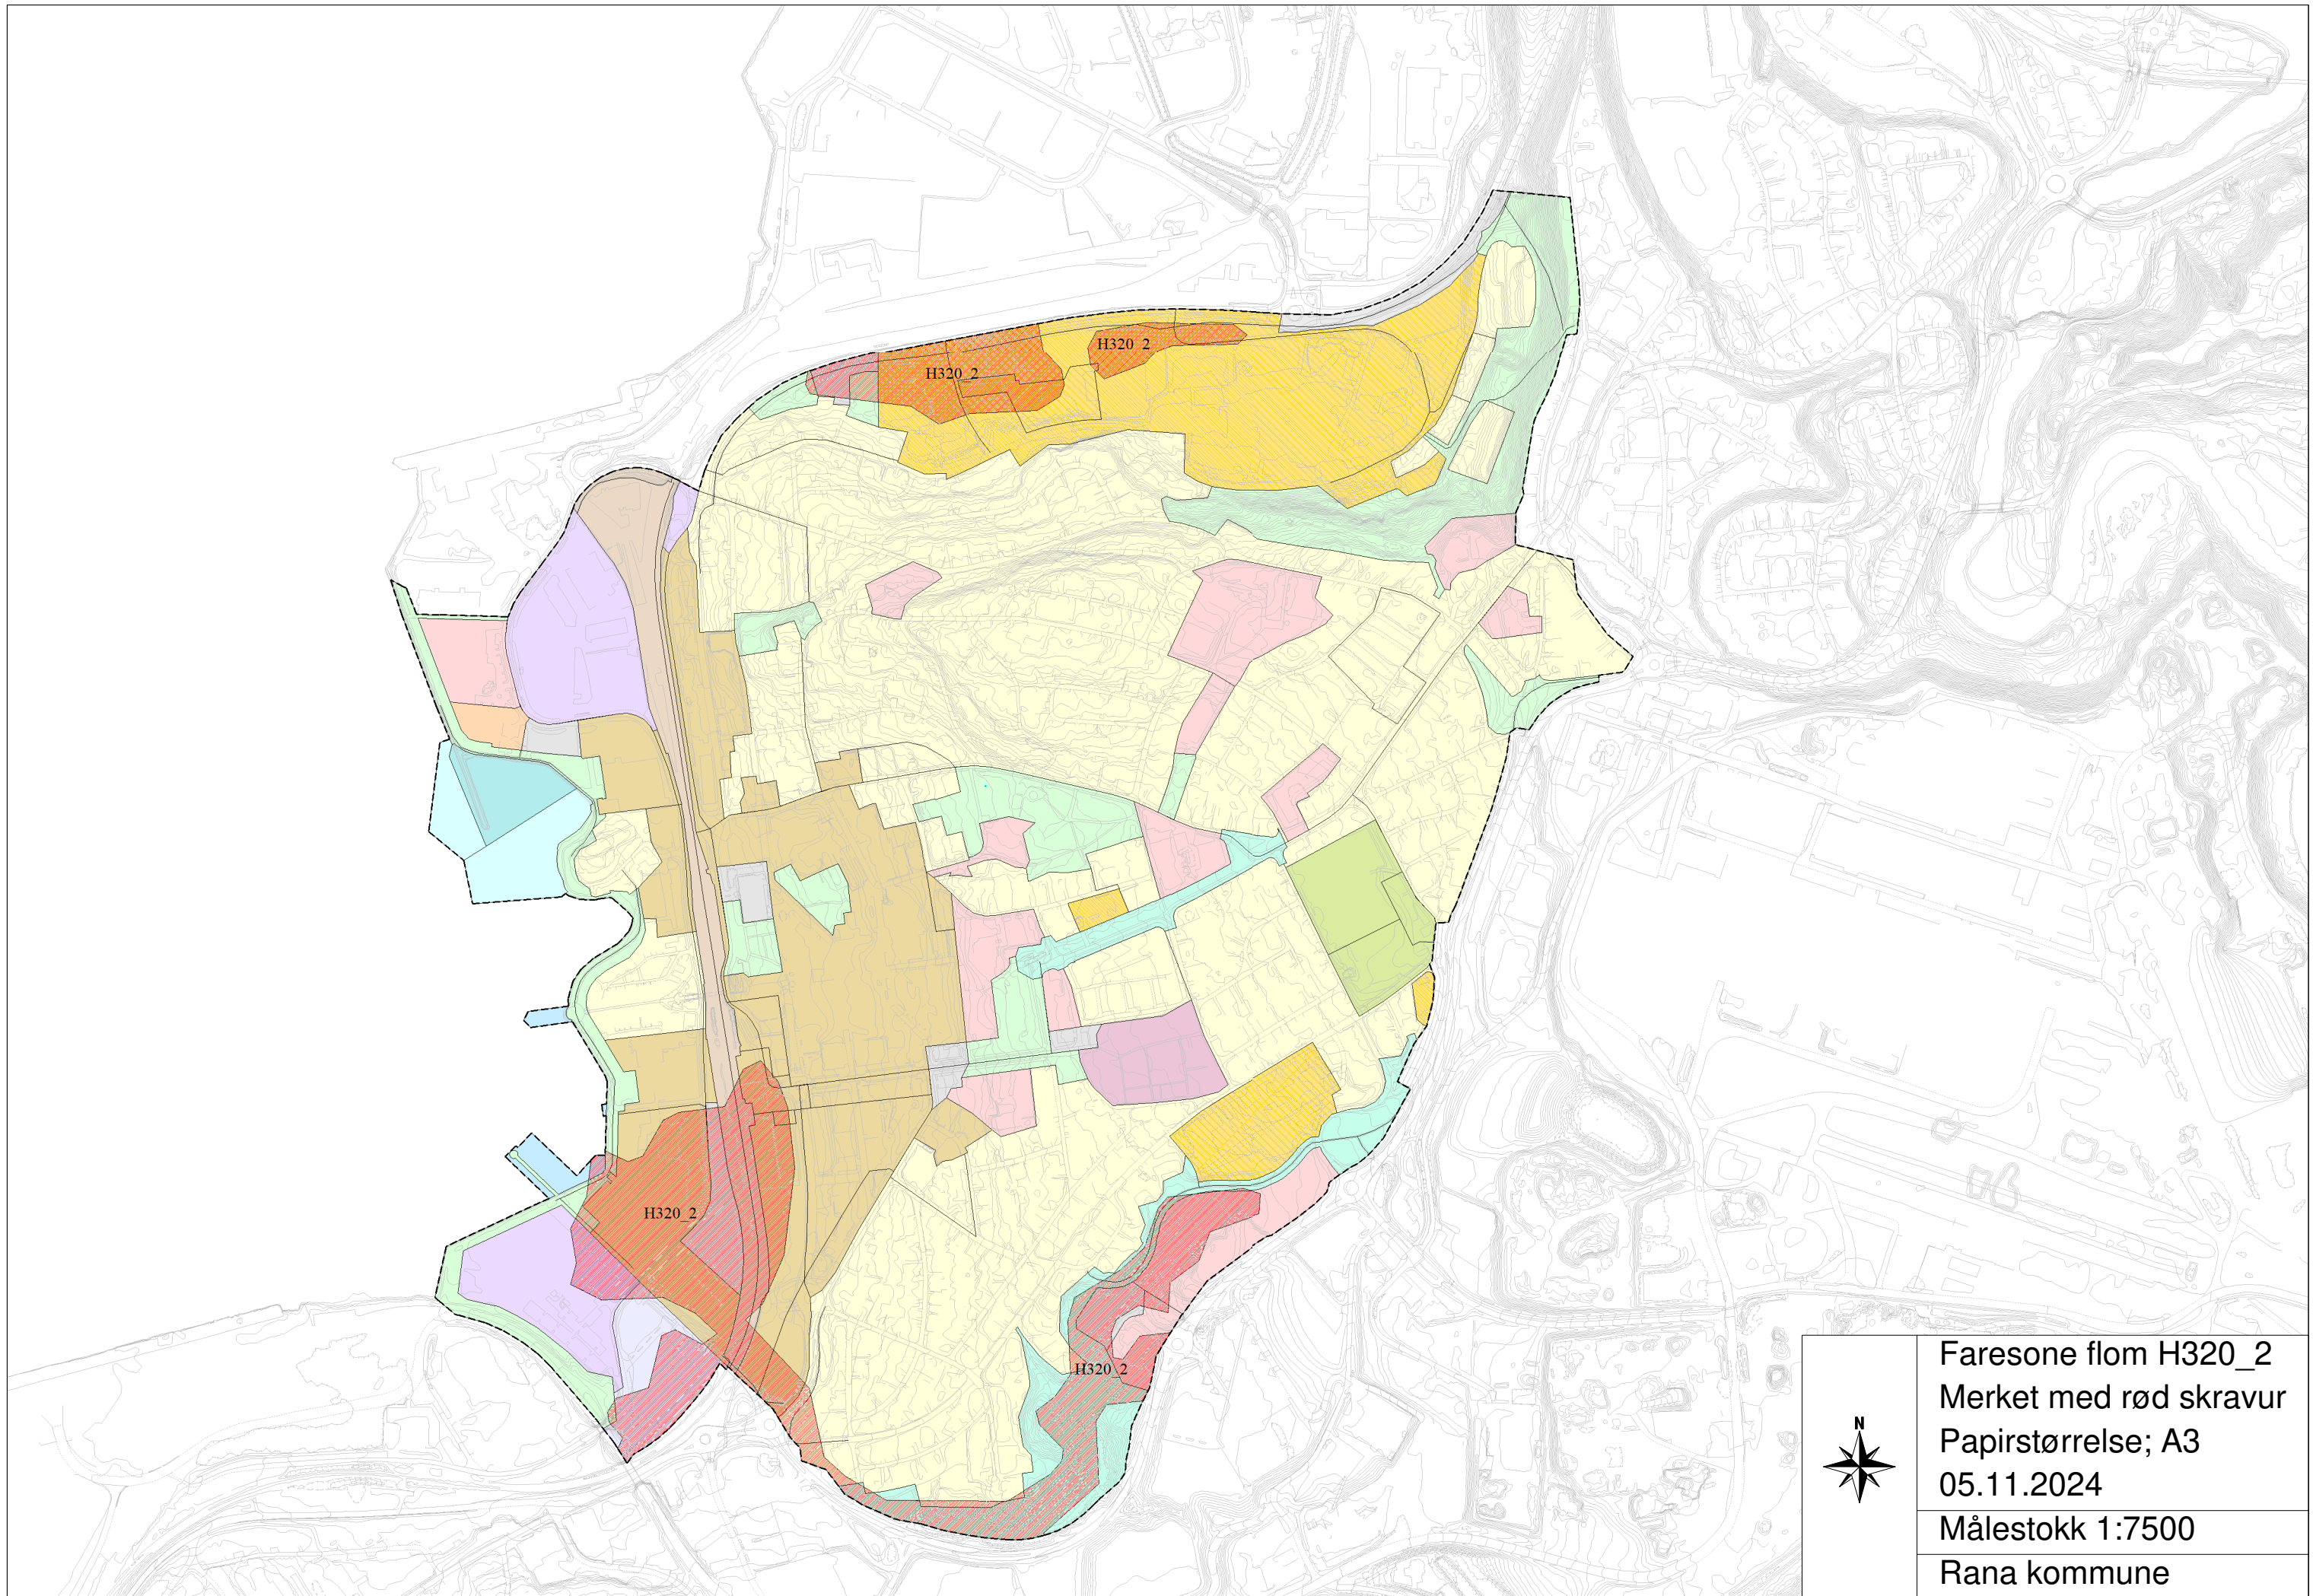 H320_2
H320_2
H320_2
H320_2
N
Faresone flom H320_2
Merket med rød skravur
Papirstørrelse; A3
05.11.2024
Målestokk 1:7500
Rana kommune